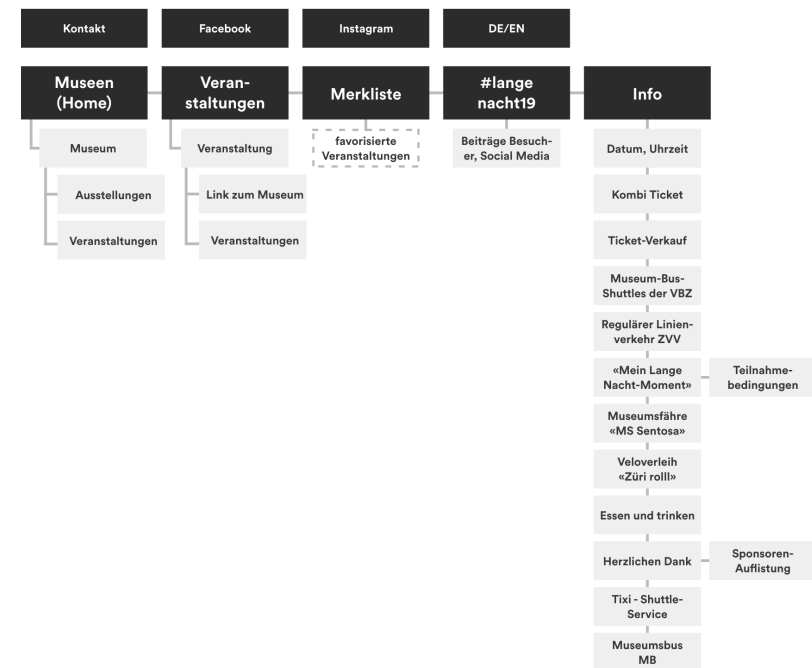 Kontakt
Facebook
Instagram
DE/EN
Museen
(Home)
Veran-
staltungen
Merkliste
#lange
nacht19
Info
Museum
Ausstellungen
Veranstaltungen
Veranstaltung
Link zum Museum
Veranstaltungen
favorisierte
Veranstaltungen
Beiträge Besuch-
er, Social Media
Datum, Uhrzeit
Kombi Ticket
Ticket-Verkauf
Museum-Bus-
Shuttles der VBZ
Regulärer Linien-
verkehr ZVV
«Mein Lange
Nacht-Moment»
Teilnahme-
bedingungen
Museumsfähre
«MS Sentosa»
Veloverleih
«Züri rolll»
Essen und trinken
Herzlichen Dank
Sponsoren-
Auflistung
Tixi - Shuttle-
Service
Museumsbus
MB